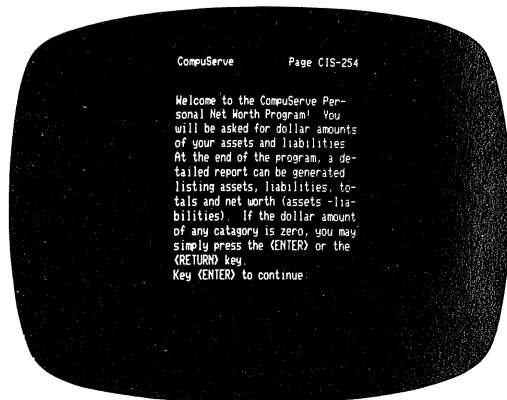 CompuServe Page CIS-254
Welcome to the CompuServe Per-
sonal Net Worth Program! You
will be asked for dollar amounts
of your assets and liabilities
At the end of the program, a de-
tailed report can be generated
listing assets, liabilities, to-
tals and net worth (assets -lia-
bilities). If the dollar amount
of any catagory is zero, you may
simply press the <ENTER> or the
<RETURN> key.
Key <ENTER> to continue